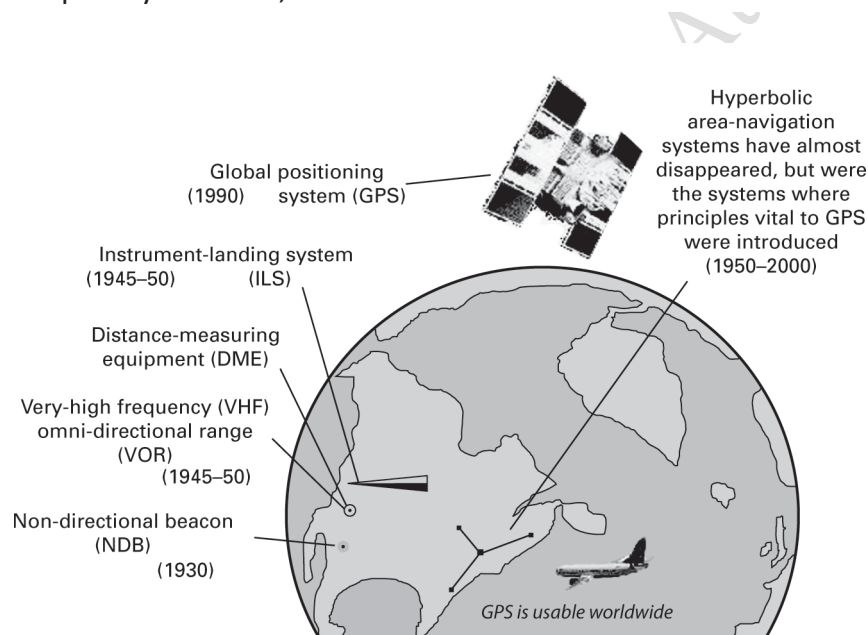 Hyperbolic
area-navigation
systems have almost
disappeared, but were
the systems where
principles vital to GPS
were introduced
(1950–2000)
Global positioning
(1990) system (GPS)
Instrument-landing system
(1945–50) (ILS)
Distance-measuring
equipment (DME)
Very-high frequency (VHF)
omni-directional range
(VOR)
(1945–50)
Non-directional beacon
(NDB)
(1930)
GPS is usable worldwide